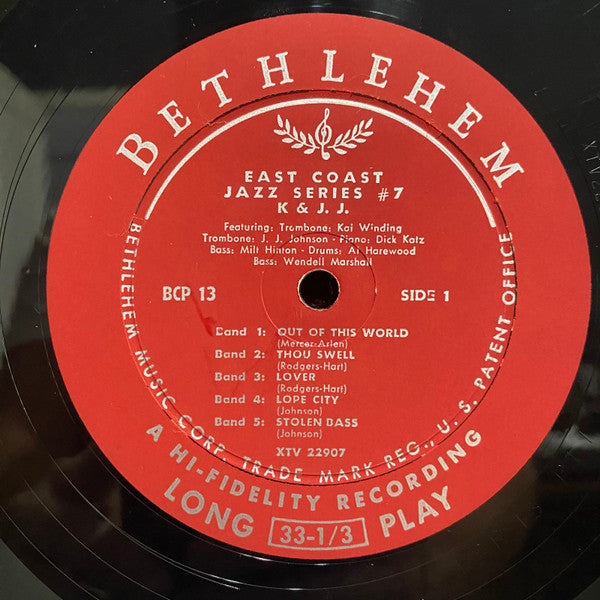 BETHLEHEM
EAST COAST
JAZZ SERIES #7
K & J. J.
Featuring: Trombone: Kai Winding
Trombone: J. J. Johnson - Piano: Dick Katz
Bass: Milt Hinton - Drums: Al Harewood
Bass: Wendell Marshall
BCP 13
SIDE 1
Band 1: OUT OF THIS WORLD
(Mercer-Arlen)
Band 2: THOU SWELL
(Rodgers-Hart)
Band 3: LOVER
(Rodgers-Hart)
Band 4: LOPE CITY
(Johnson)
Band 5: STOLEN BASS
(Johnson)
XTV 22907
BETHLEHEM MUSIC CORP. TRADE MARK REG., U. S. PATENT OFFICE
A HI-FIDELITY RECORDING
LONG 33-1/3 PLAY